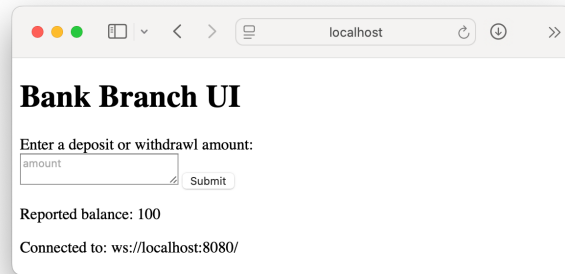 localhost
Bank Branch UI
Enter a deposit or withdrawl amount:
amount
Submit
Reported balance: 100
Connected to: ws://localhost:8080/